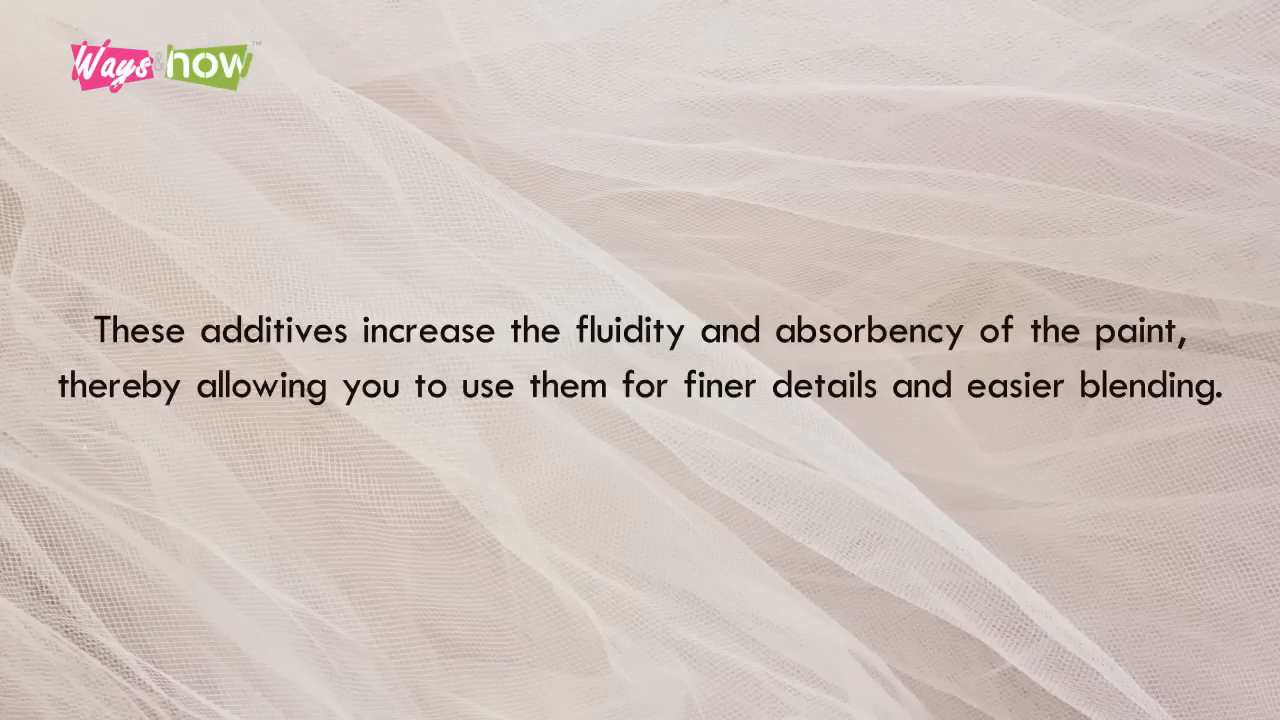 Ways & how™
These additives increase the fluidity and absorbency of the paint,
thereby allowing you to use them for finer details and easier blending.